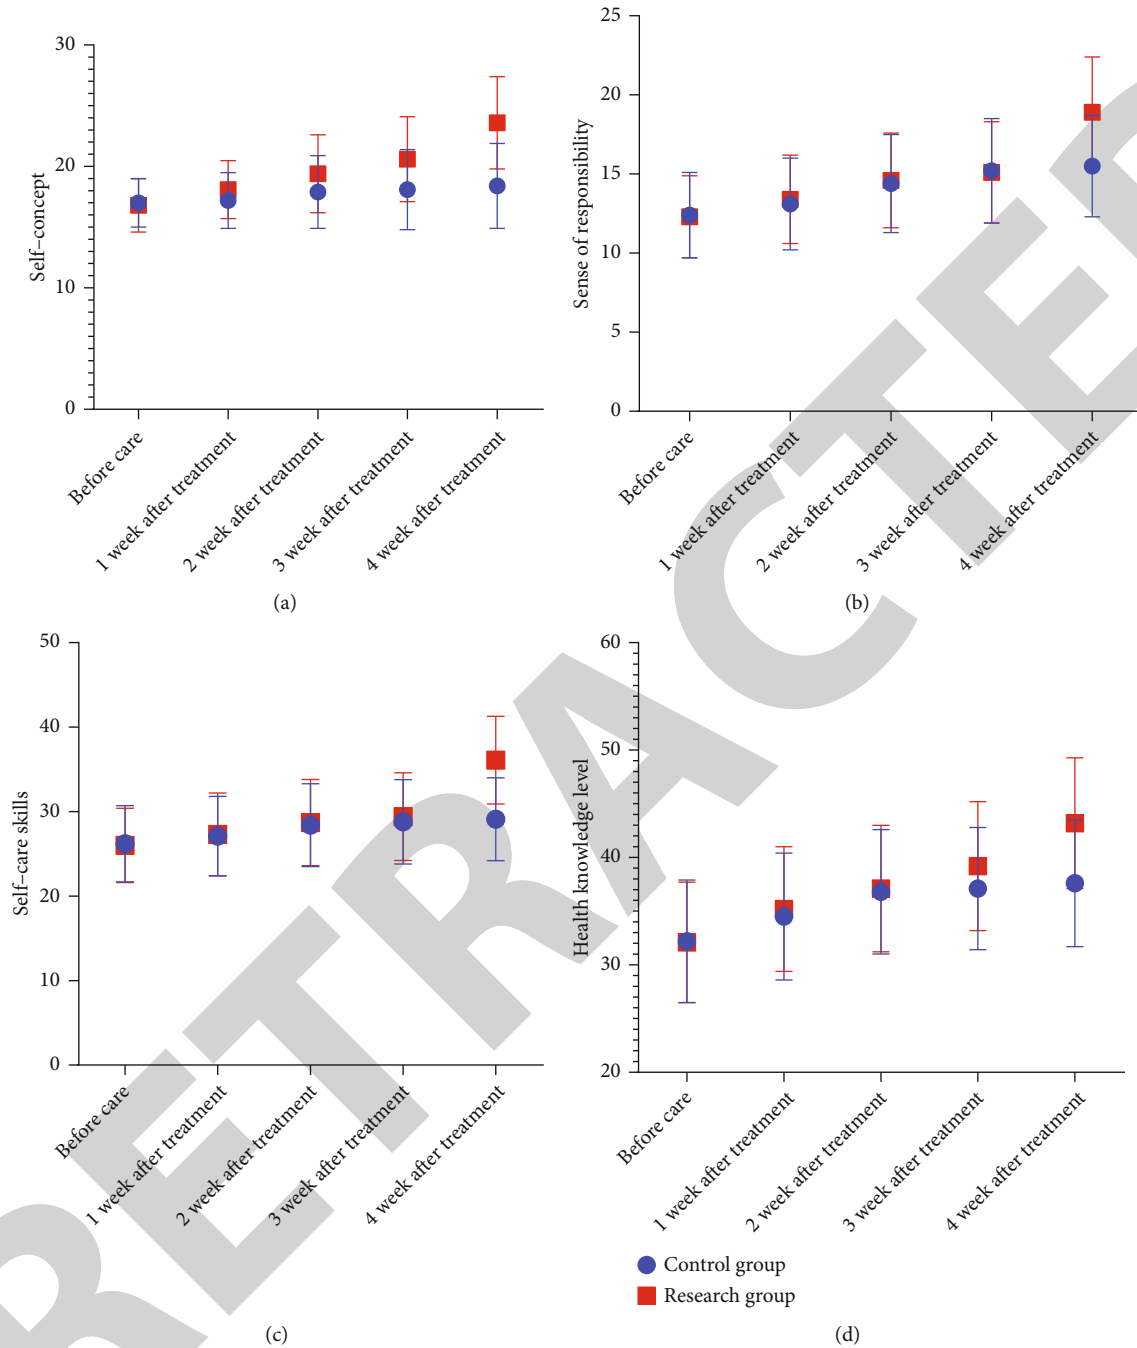 30
20
10
0
Self–concept
Before care
1 week after treatment
2 week after treatment
3 week after treatment
4 week after treatment
(a)
25
20
15
10
5
0
Sense of responsibility
Before care
1 week after treatment
2 week after treatment
3 week after treatment
4 week after treatment
(b)
50
40
30
20
10
0
Self–care skills
Before care
1 week after treatment
2 week after treatment
3 week after treatment
4 week after treatment
(c)
60
50
40
30
20
Health knowledge level
Before care
1 week after treatment
2 week after treatment
3 week after treatment
4 week after treatment
Control group
Research group
(d)
RETRACTED